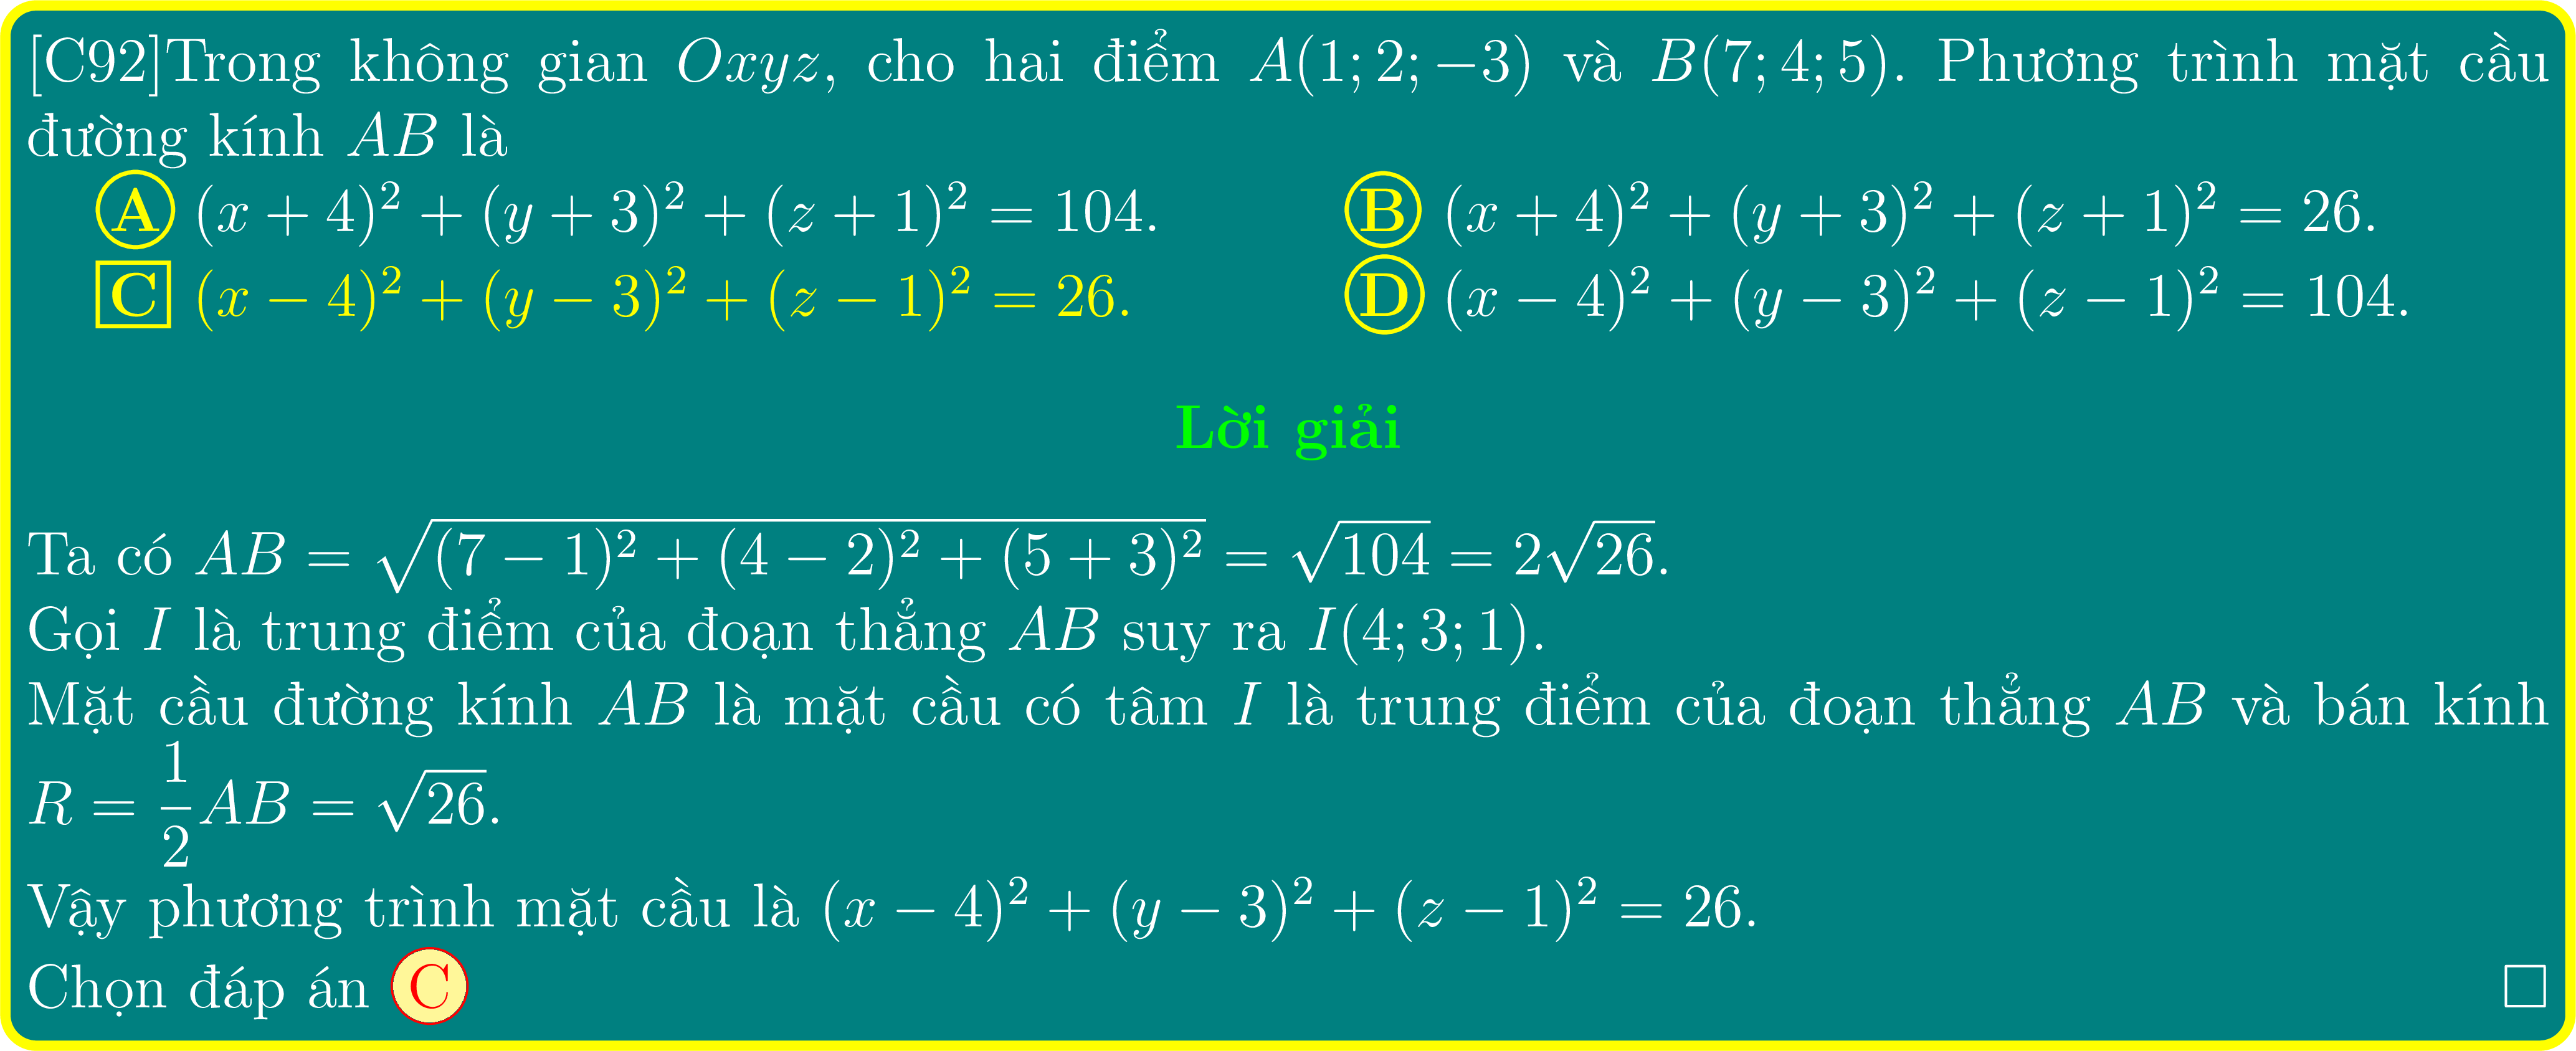 [C92]Trong không gian Oxyz, cho hai điểm A(1; 2; −3) và B(7; 4; 5). Phương trình mặt cầu
đường kính AB là
A (x + 4)² + (y + 3)² + (z + 1)² = 104. B (x + 4)² + (y + 3)² + (z + 1)² = 26.
C (x − 4)² + (y − 3)² + (z − 1)² = 26. D (x − 4)² + (y − 3)² + (z − 1)² = 104.
Lời giải
Ta có AB = √((7 − 1)² + (4 − 2)² + (5 + 3)²) = √104 = 2√26.
Gọi I là trung điểm của đoạn thẳng AB suy ra I(4; 3; 1).
Mặt cầu đường kính AB là mặt cầu có tâm I là trung điểm của đoạn thẳng AB và bán kính
R = 1/2 AB = √26.
Vậy phương trình mặt cầu là (x − 4)² + (y − 3)² + (z − 1)² = 26.
Chọn đáp án C □